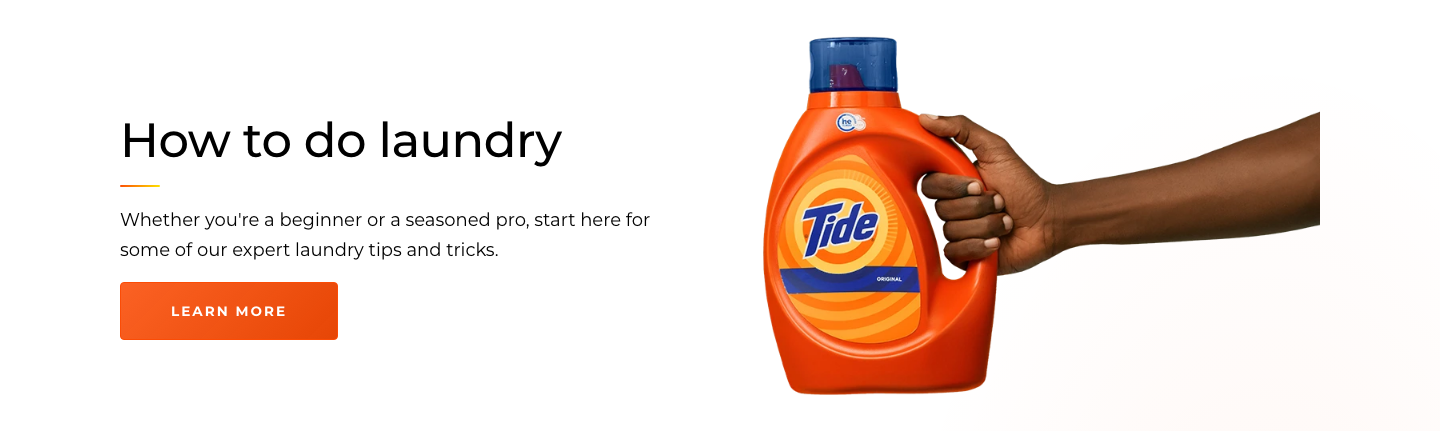 How to do laundry
Whether you're a beginner or a seasoned pro, start here for
some of our expert laundry tips and tricks.
LEARN MORE
he
Tide
ORIGINAL